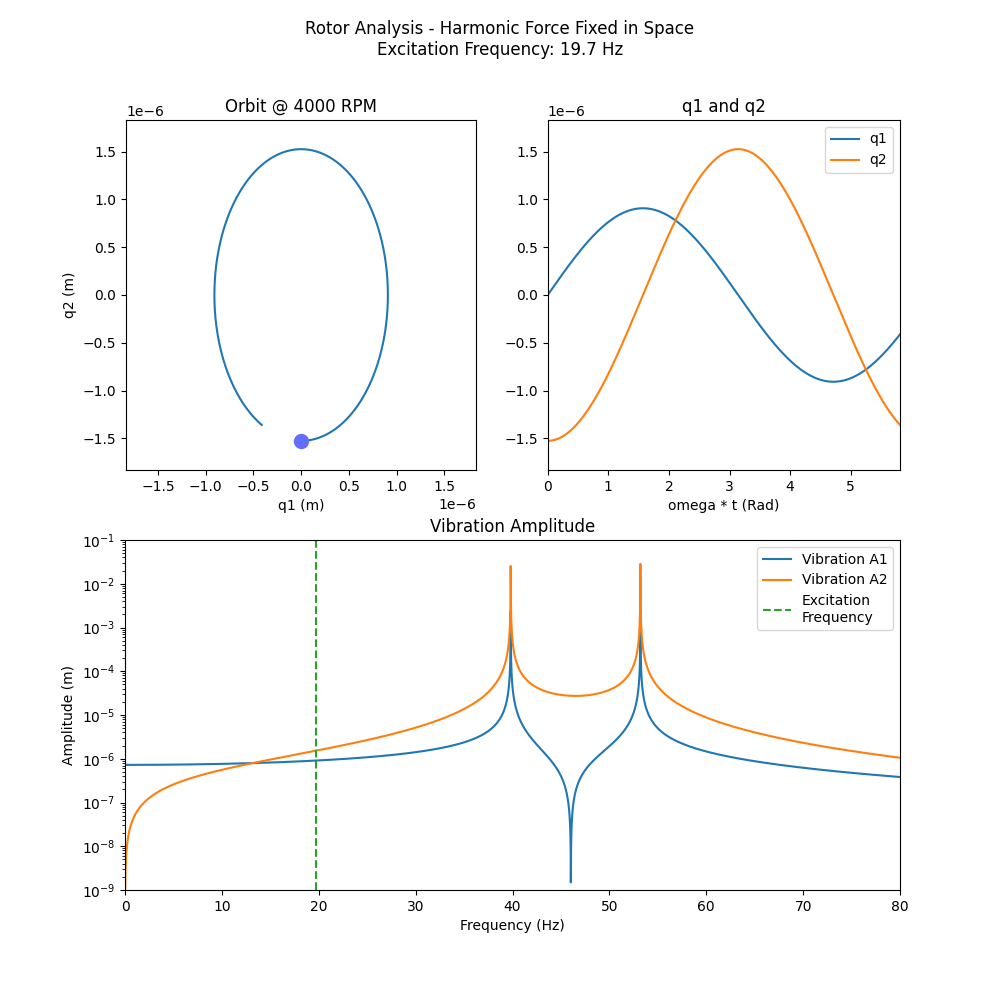 Rotor Analysis - Harmonic Force Fixed in Space
Excitation Frequency: 19.7 Hz
Orbit @ 4000 RPM
1e−6
1.5
1.0
0.5
0.0
−0.5
−1.0
−1.5
q2 (m)
−1.5 −1.0 −0.5 0.0 0.5 1.0 1.5
1e−6
q1 (m)
q1 and q2
1e−6
q1
q2
1.5
1.0
0.5
0.0
−0.5
−1.0
−1.5
0 1 2 3 4 5
omega * t (Rad)
Vibration Amplitude
Vibration A1
Vibration A2
Excitation
Frequency
10⁻¹
10⁻²
10⁻³
10⁻⁴
10⁻⁵
10⁻⁶
10⁻⁷
10⁻⁸
10⁻⁹
Amplitude (m)
0 10 20 30 40 50 60 70 80
Frequency (Hz)